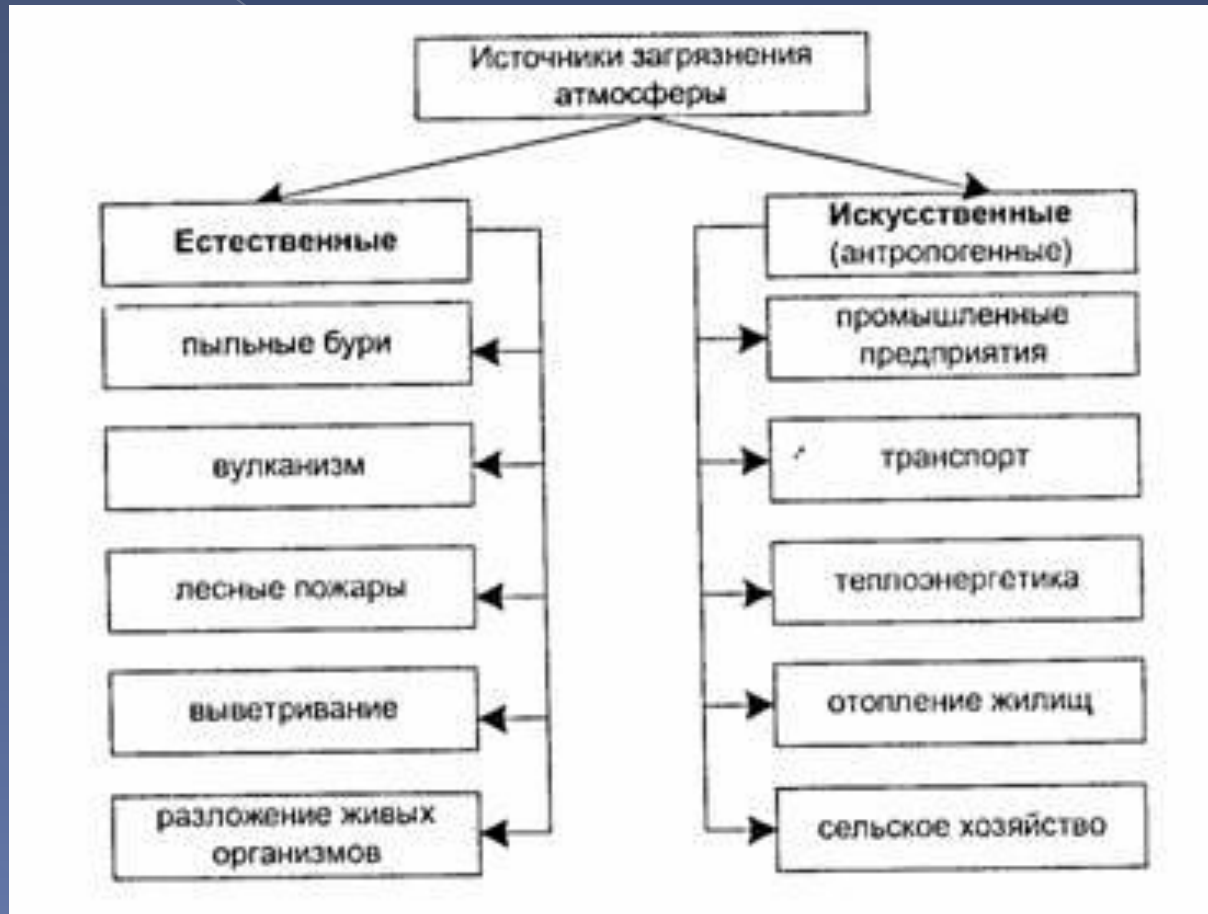 Источники загрязнения
атмосферы
Естественные
пыльные бури
вулканизм
лесные пожары
выветривание
разложение живых
организмов
Искусственные
(антропогенные)
промышленные
предприятия
транспорт
теплоэнергетика
отопление жилищ
сельское хозяйство